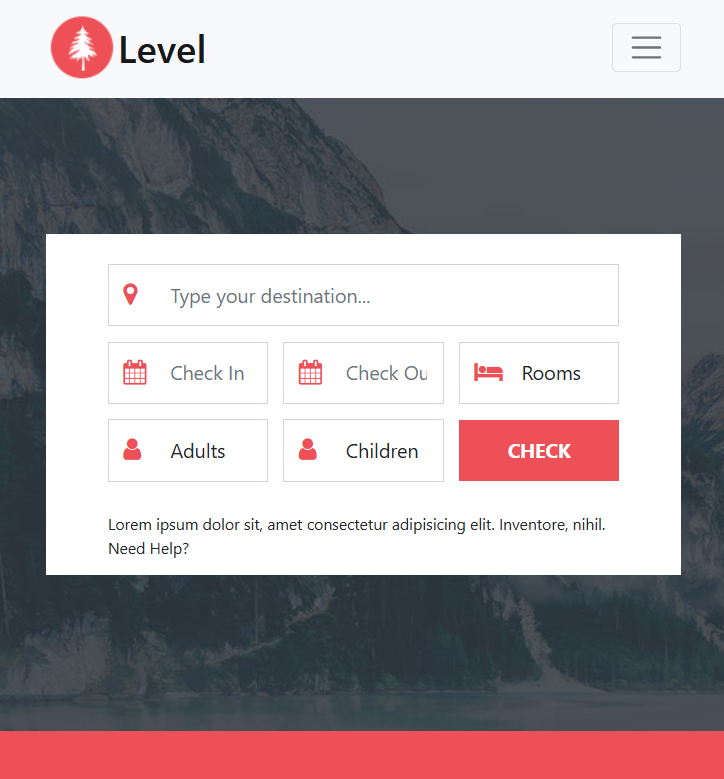 Level
Type your destination...
Check In
Check Ou
Rooms
Adults
Children
CHECK
Lorem ipsum dolor sit, amet consectetur adipisicing elit. Inventore, nihil.
Need Help?